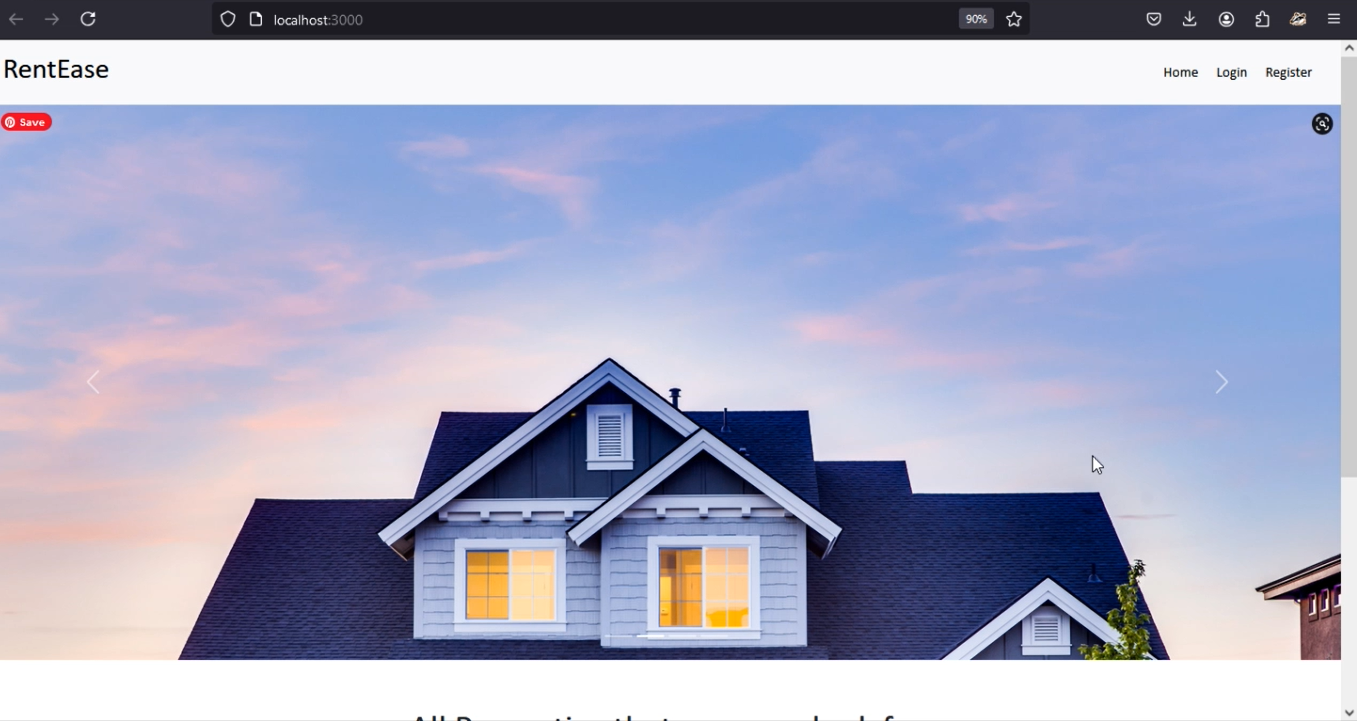 localhost:3000
90%
RentEase
Home Login Register
Save